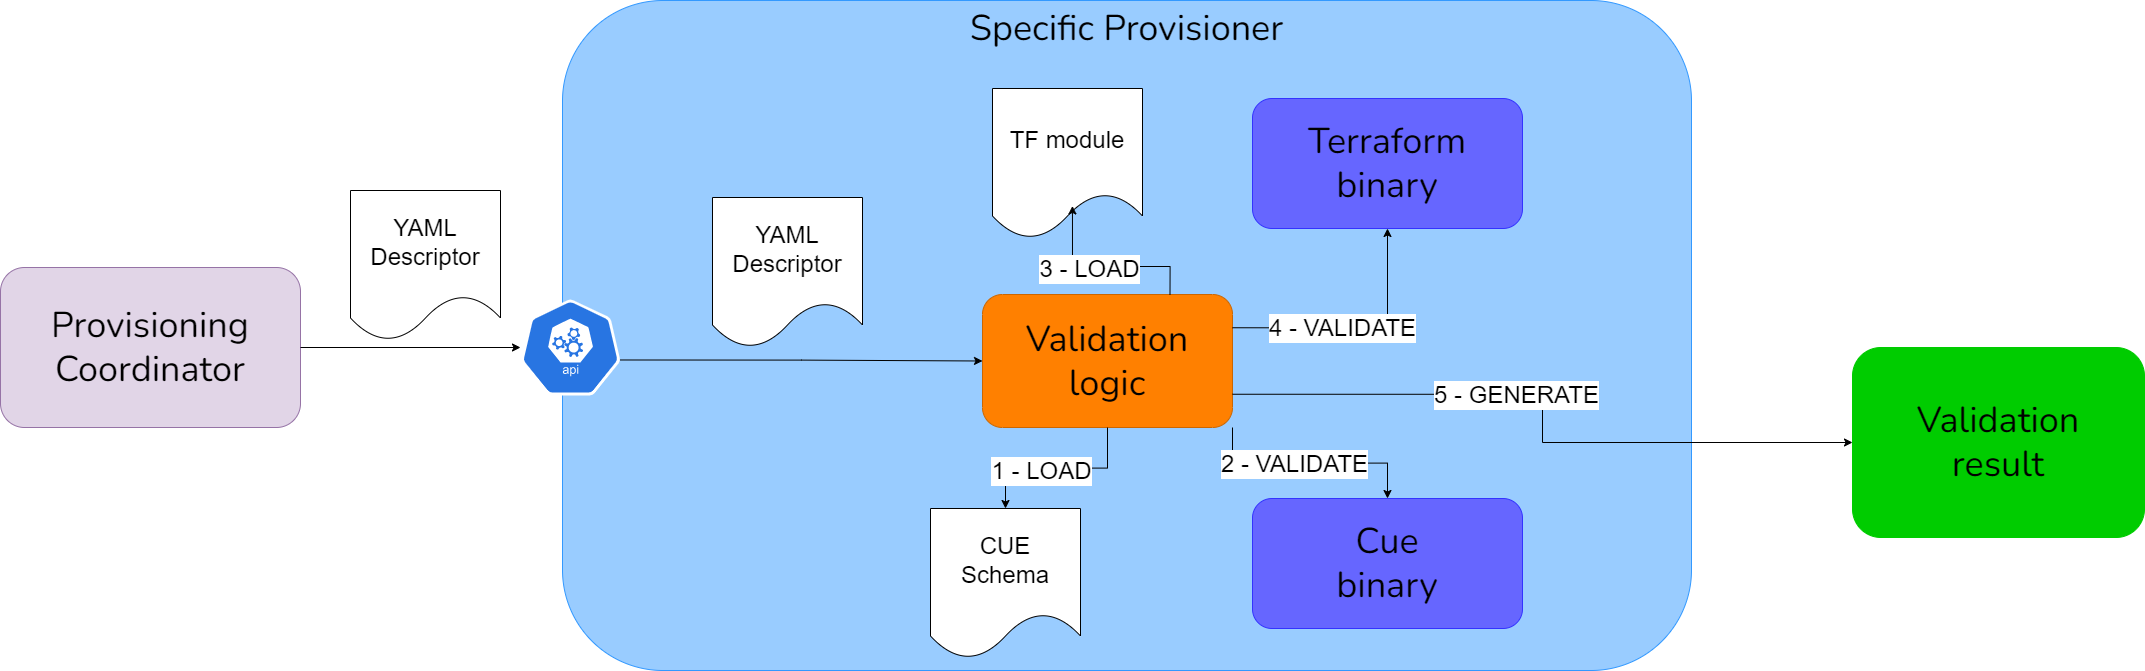 Specific Provisioner
TF module
Terraform
binary
YAML
Descriptor
YAML
Descriptor
3 - LOAD
Provisioning
Coordinator
api
Validation
logic
4 - VALIDATE
5 - GENERATE
Validation
result
1 - LOAD
2 - VALIDATE
CUE
Schema
Cue
binary